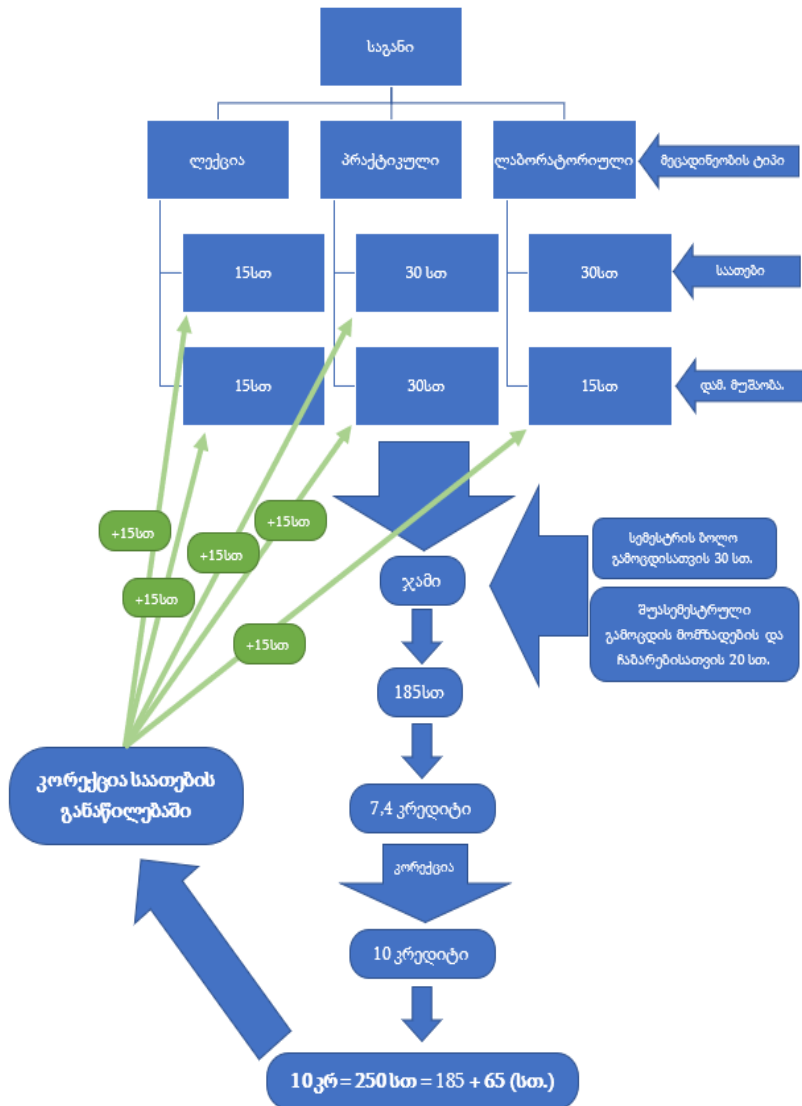 საგანი
ლექცია
პრაქტიკული
ლაბორატორიული
მეცადინეობის ტიპი
15სთ
30 სთ
30სთ
საათები
15სთ
30სთ
15სთ
დამ. მუშაობა.
+15სთ
+15სთ
+15სთ
+15სთ
+15სთ
სემესტრის ბოლო
გამოცდისათვის 30 სთ.
შუასემესტრული
გამოცდის მომზადების და
ჩაბარებისათვის 20 სთ.
ჯამი
185სთ
7,4 კრედიტი
კორექცია
10 კრედიტი
10 კრ = 250 სთ = 185 + 65 (სთ.)
კორექცია საათების
განაწილებაში